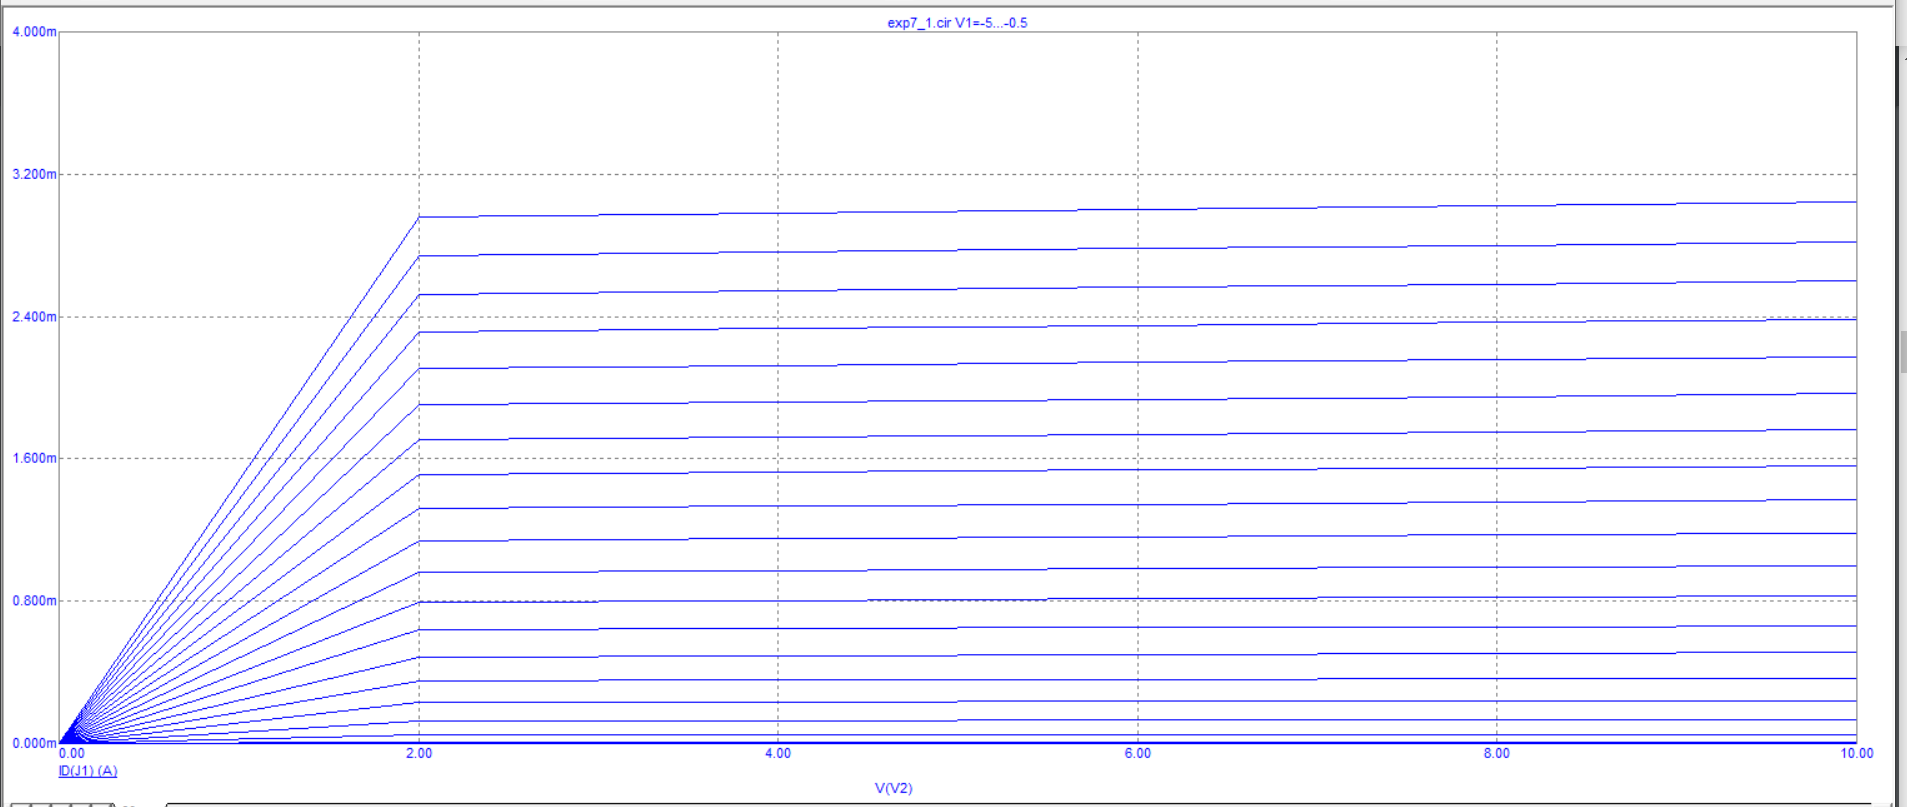 exp7_1.cir V1=-5...-0.5
4.000m
3.200m
2.400m
1.600m
0.800m
0.000m
0.00 2.00 4.00 6.00 8.00 10.00
ID(J1) (A)
V(V2)